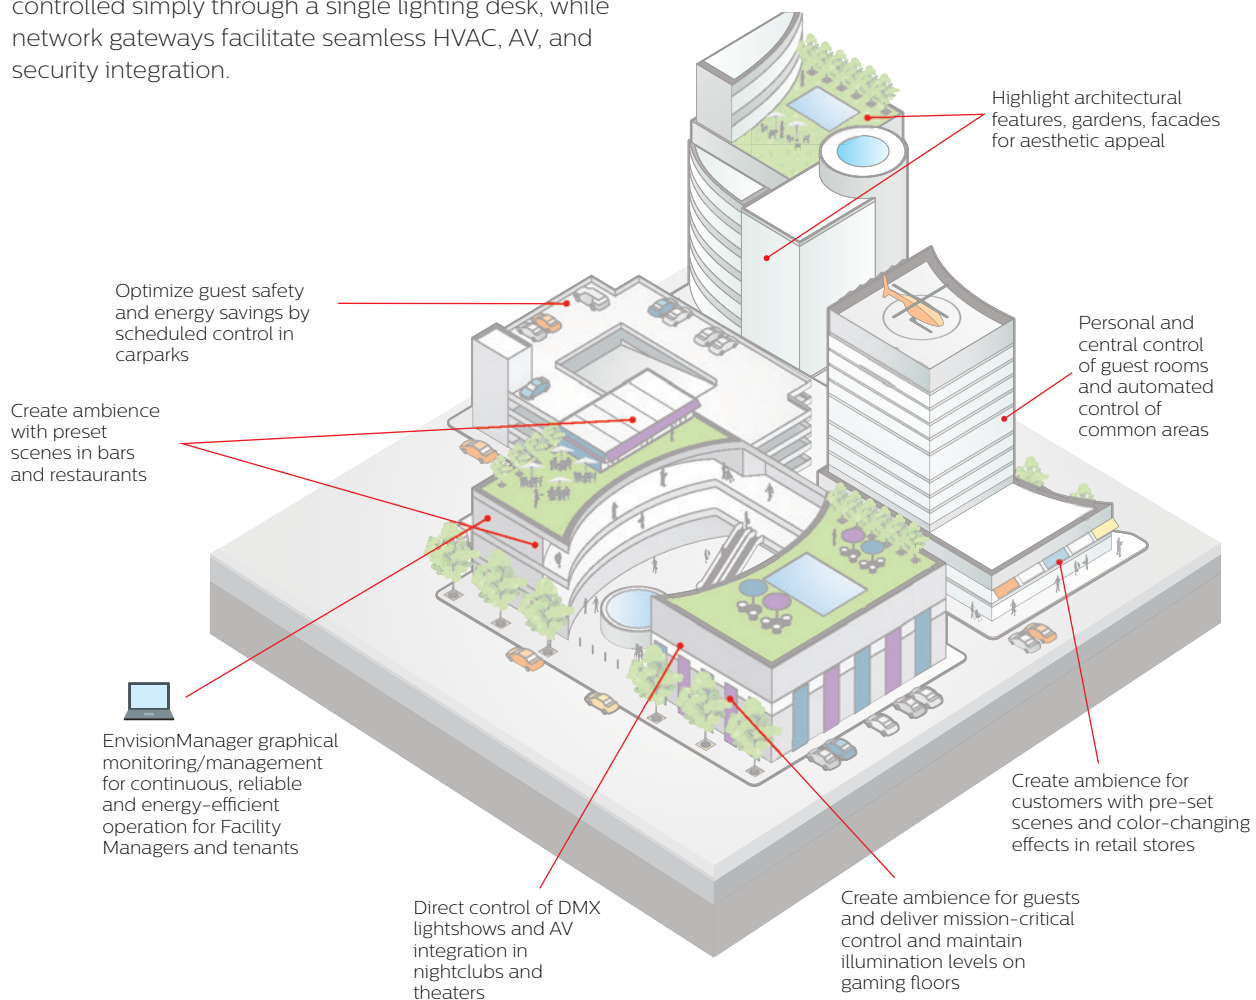 controlled simply through a single lighting desk, while
network gateways facilitate seamless HVAC, AV, and
security integration.
Highlight architectural
features, gardens, facades
for aesthetic appeal
Optimize guest safety
and energy savings by
scheduled control in
carparks
Personal and
central control
of guest rooms
and automated
control of
common areas
Create ambience
with preset
scenes in bars
and restaurants
EnvisionManager graphical
monitoring/management
for continuous, reliable
and energy-efficient
operation for Facility
Managers and tenants
Create ambience for
customers with pre-set
scenes and color-changing
effects in retail stores
Direct control of DMX
lightshows and AV
integration in
nightclubs and
theaters
Create ambience for guests
and deliver mission-critical
control and maintain
illumination levels on
gaming floors